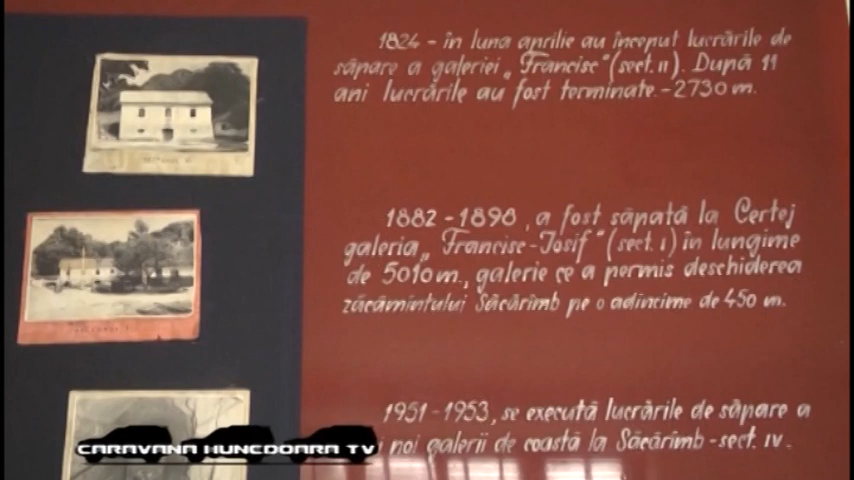 1824 - în luna aprilie au început lucrările de
săpare a galeriei „Francisc" (sect. II). După 11
ani lucrările au fost terminate - 2730 m.
1882 - 1898, a fost săpată la Certej
galeria „Francisc-Iosif" (sect. I) în lungime
de 5010 m., galerie ce a permis deschiderea
zăcămîntului Săcărîmb pe o adîncime de 450 m.
1951 - 1953, se execută lucrările de săpare a
i noi galerii de coastă la Săcărîmb - sect. IV.
CARAVANA HUNEDOARA TV